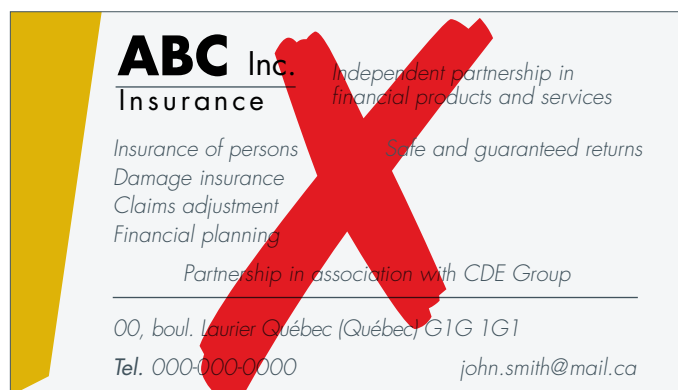 ABC Inc.
Insurance
Independent partnership in
financial products and services
Insurance of persons
Safe and guaranteed returns
Damage insurance
Claims adjustment
Financial planning
Partnership in association with CDE Group
00, boul. Laurier Québec (Québec) G1G 1G1
Tel. 000-000-0000
john.smith@mail.ca